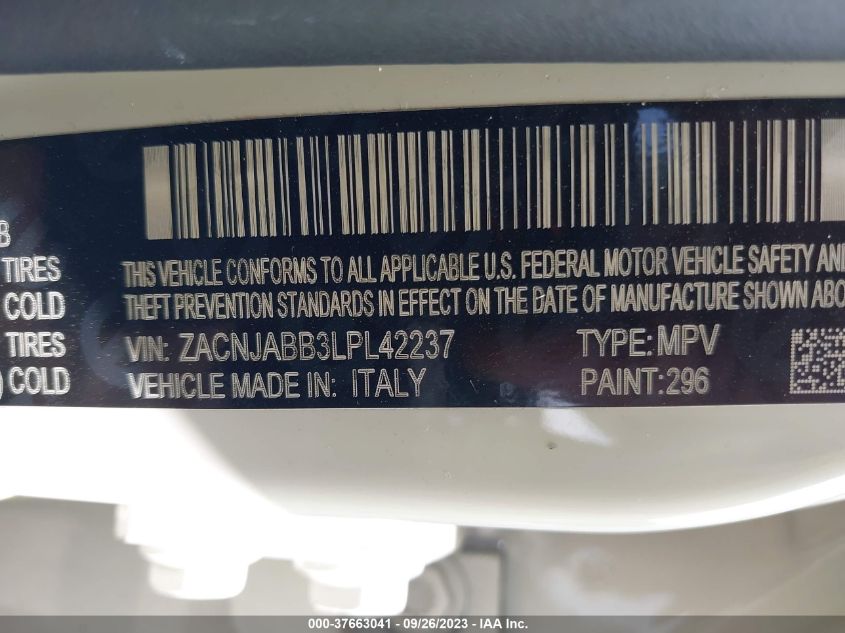 B
TIRES
COLD
TIRES
) COLD
THIS VEHICLE CONFORMS TO ALL APPLICABLE U.S. FEDERAL MOTOR VEHICLE SAFETY AN
THEFT PREVENTION STANDARDS IN EFFECT ON THE DATE OF MANUFACTURE SHOWN ABO
VIN: ZACNJABB3LPL42237 TYPE: MPV
VEHICLE MADE IN: ITALY PAINT: 296
000-37663041 - 09/26/2023 - IAA Inc.